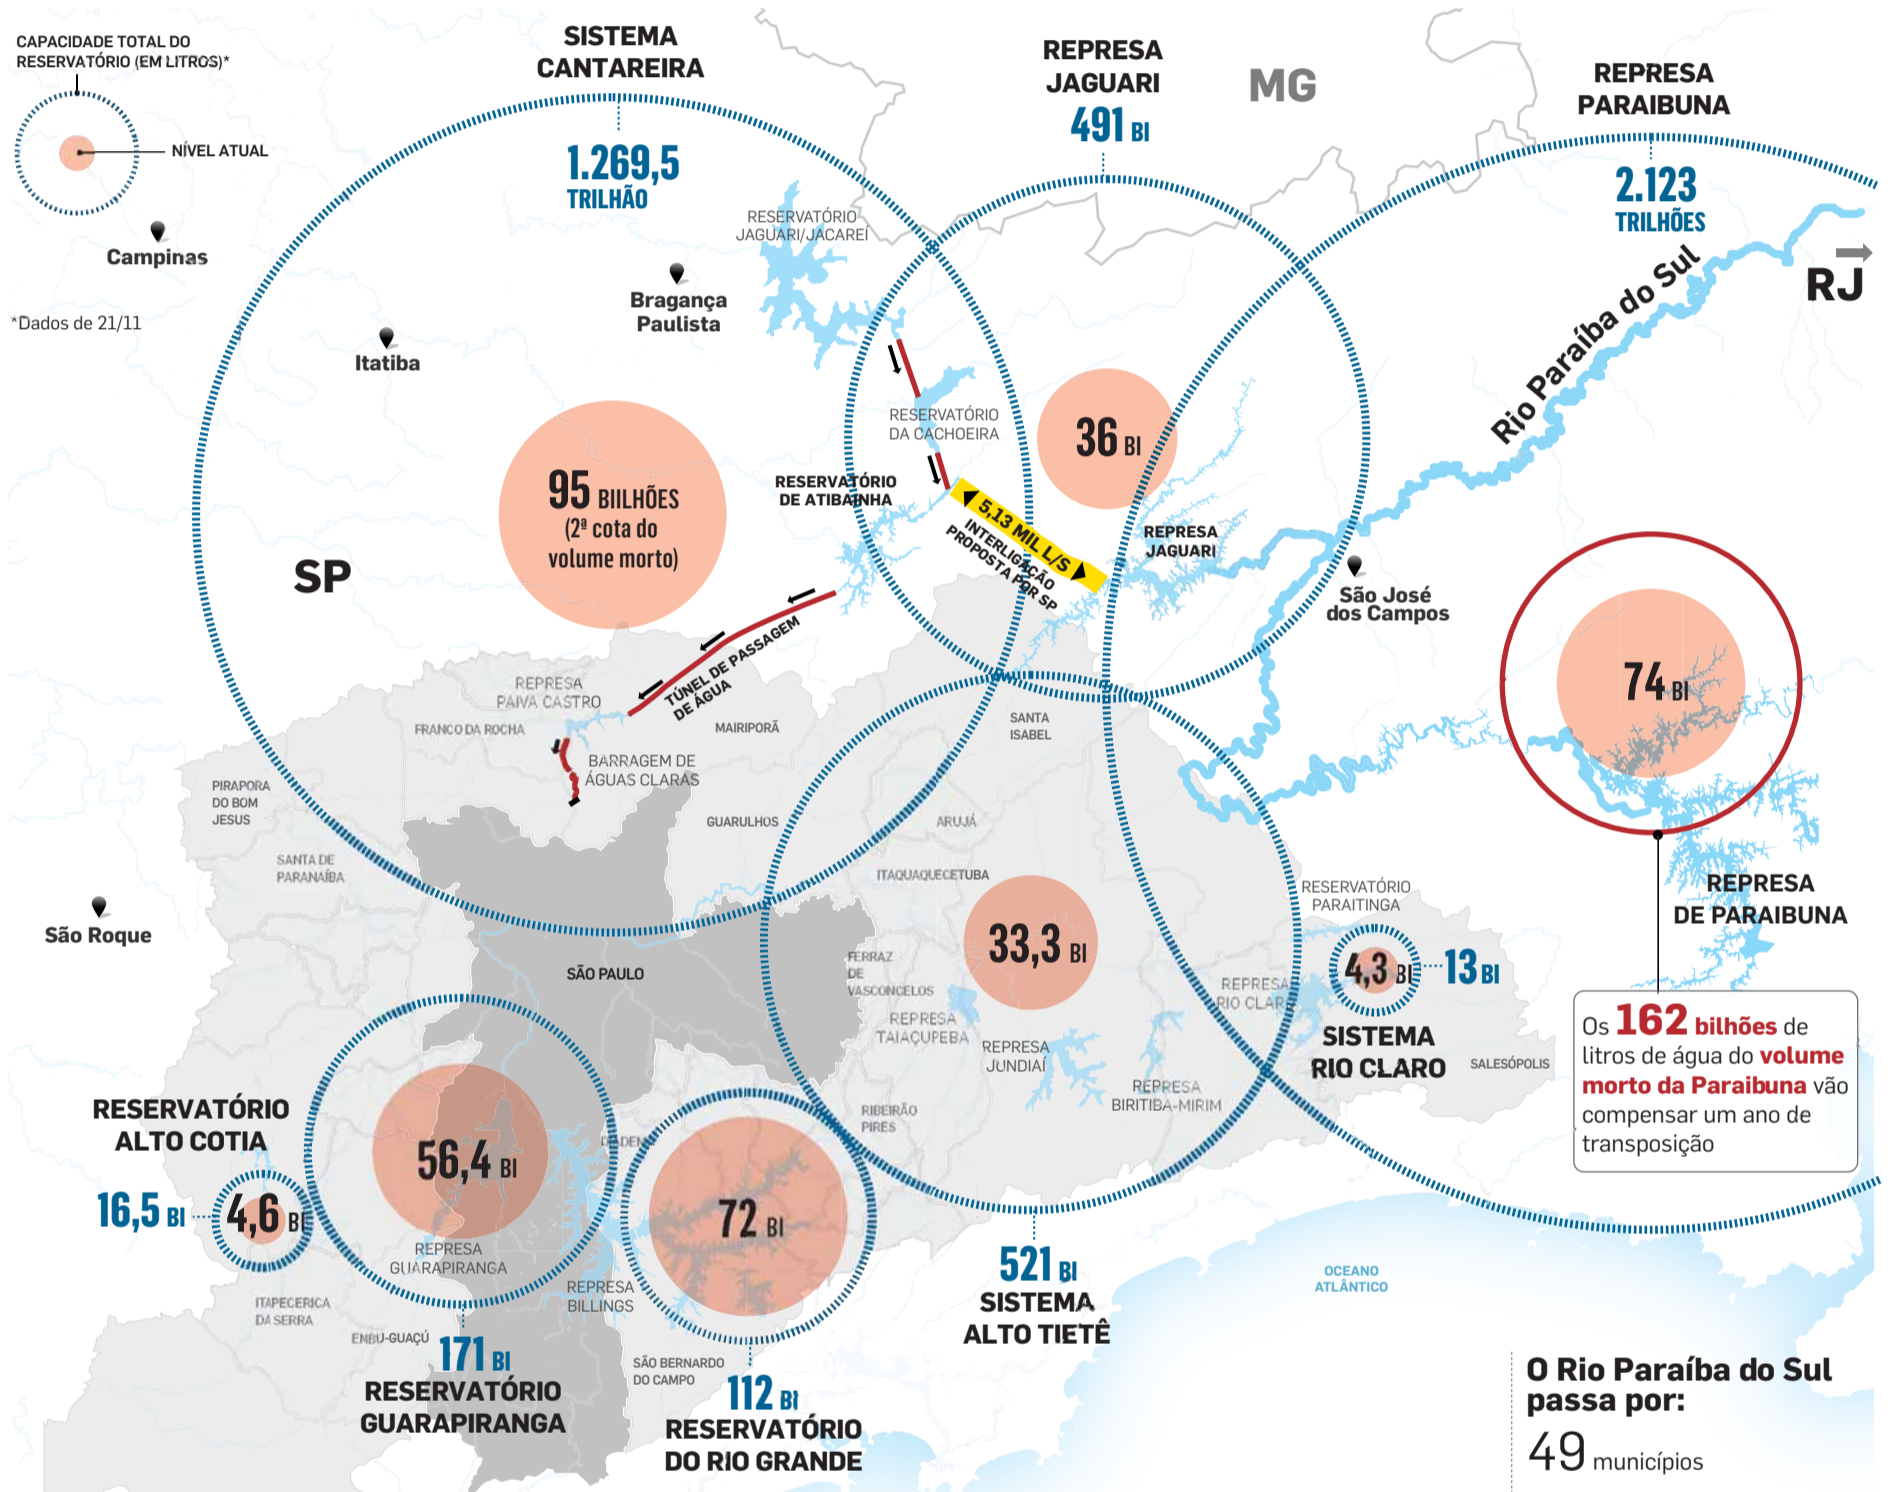 CAPACIDADE TOTAL DO
RESERVATÓRIO (EM LITROS)*
NÍVEL ATUAL
*Dados de 21/11
SISTEMA
CANTAREIRA
1.269,5
TRILHÃO
REPRESA
JAGUARI
491 BI
MG
REPRESA
PARAIBUNA
2.123
TRILHÕES
RJ
Rio Paraíba do Sul
Campinas
Itatiba
Bragança
Paulista
RESERVATÓRIO
JAGUARI/JACAREÍ
RESERVATÓRIO
DA CACHOEIRA
RESERVATÓRIO
DE ATIBAINHA
36 BI
95 BIILHÕES
(2ª cota do
volume morto)
SP
5,13 MIL L/S
INTERLIGAÇÃO
PROPOSTA POR SP
REPRESA
JAGUARI
São José
dos Campos
TÚNEL DE PASSAGEM
DE ÁGUA
REPRESA
PAIVA CASTRO
FRANCO DA ROCHA
MAIRIPORÃ
BARRAGEM DE
ÁGUAS CLARAS
SANTA
ISABEL
74 BI
PIRAPORA
DO BOM
JESUS
GUARULHOS
ARUJÁ
SANTA DE
PARANAÍBA
ITAQUAQUECETUBA
São Roque
SÃO PAULO
33,3 BI
FERRAZ
DE
VASCONCELOS
REPRESA
TAIAÇUPEBA
REPRESA
JUNDIAÍ
REPRESA
BIRITIBA-MIRIM
REPRESA
RIO CLARO
RESERVATÓRIO
PARAITINGA
4,3 BI
13 BI
SISTEMA
RIO CLARO
SALESÓPOLIS
REPRESA
DE PARAIBUNA
Os 162 bilhões de
litros de água do volume
morto da Paraibuna vão
compensar um ano de
transposição
RESERVATÓRIO
ALTO COTIA
16,5 BI
4,6 BI
56,4 BI
DIADEMA
RIBEIRÃO
PIRES
72 BI
REPRESA
GUARAPIRANGA
REPRESA
BILLINGS
ITAPECERICA
DA SERRA
EMBU-GUAÇÚ
171 BI
RESERVATÓRIO
GUARAPIRANGA
SÃO BERNARDO
DO CAMPO
112 BI
RESERVATÓRIO
DO RIO GRANDE
521 BI
SISTEMA
ALTO TIETÊ
OCEANO
ATLÂNTICO
O Rio Paraíba do Sul
passa por:
49 municípios